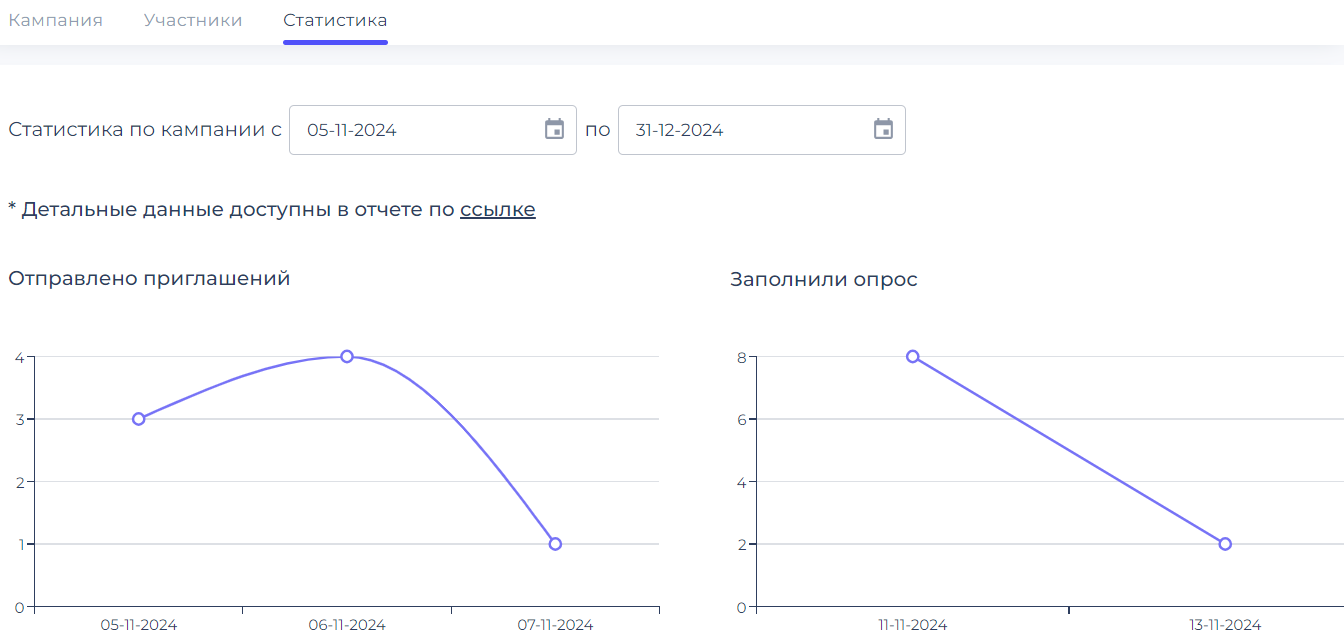 Кампания Участники Статистика
Статистика по кампании с 05-11-2024 по 31-12-2024
* Детальные данные доступны в отчете по ссылке
Отправлено приглашений
4
3
2
1
0
05-11-2024 06-11-2024 07-11-2024
Заполнили опрос
8
6
4
2
0
11-11-2024 13-11-2024